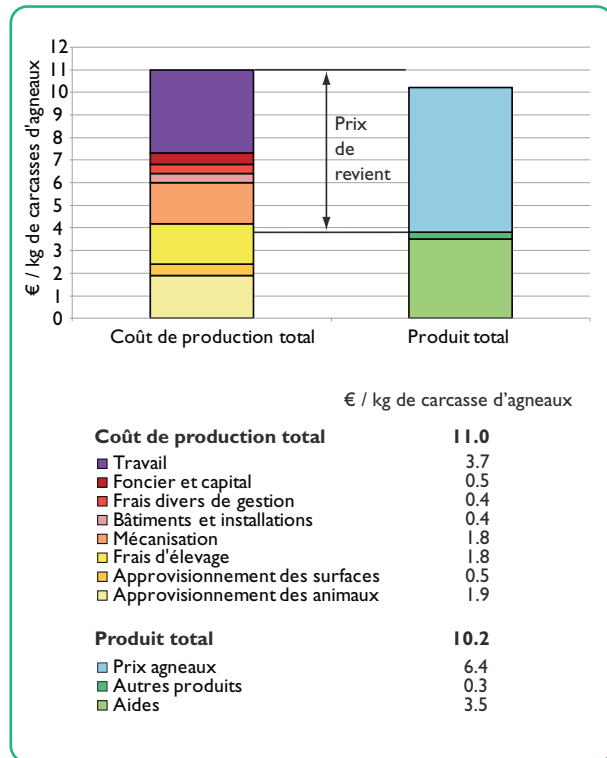 € / kg de carcasses d'agneaux
12
11
10
9
8
7
6
5
4
3
2
1
0
Prix
de
revient
Coût de production total Produit total
€ / kg de carcasse d’agneaux
Coût de production total 11.0
Travail 3.7
Foncier et capital 0.5
Frais divers de gestion 0.4
Bâtiments et installations 0.4
Mécanisation 1.8
Frais d'élevage 1.8
Approvisionnement des surfaces 0.5
Approvisionnement des animaux 1.9
Produit total 10.2
Prix agneaux 6.4
Autres produits 0.3
Aides 3.5